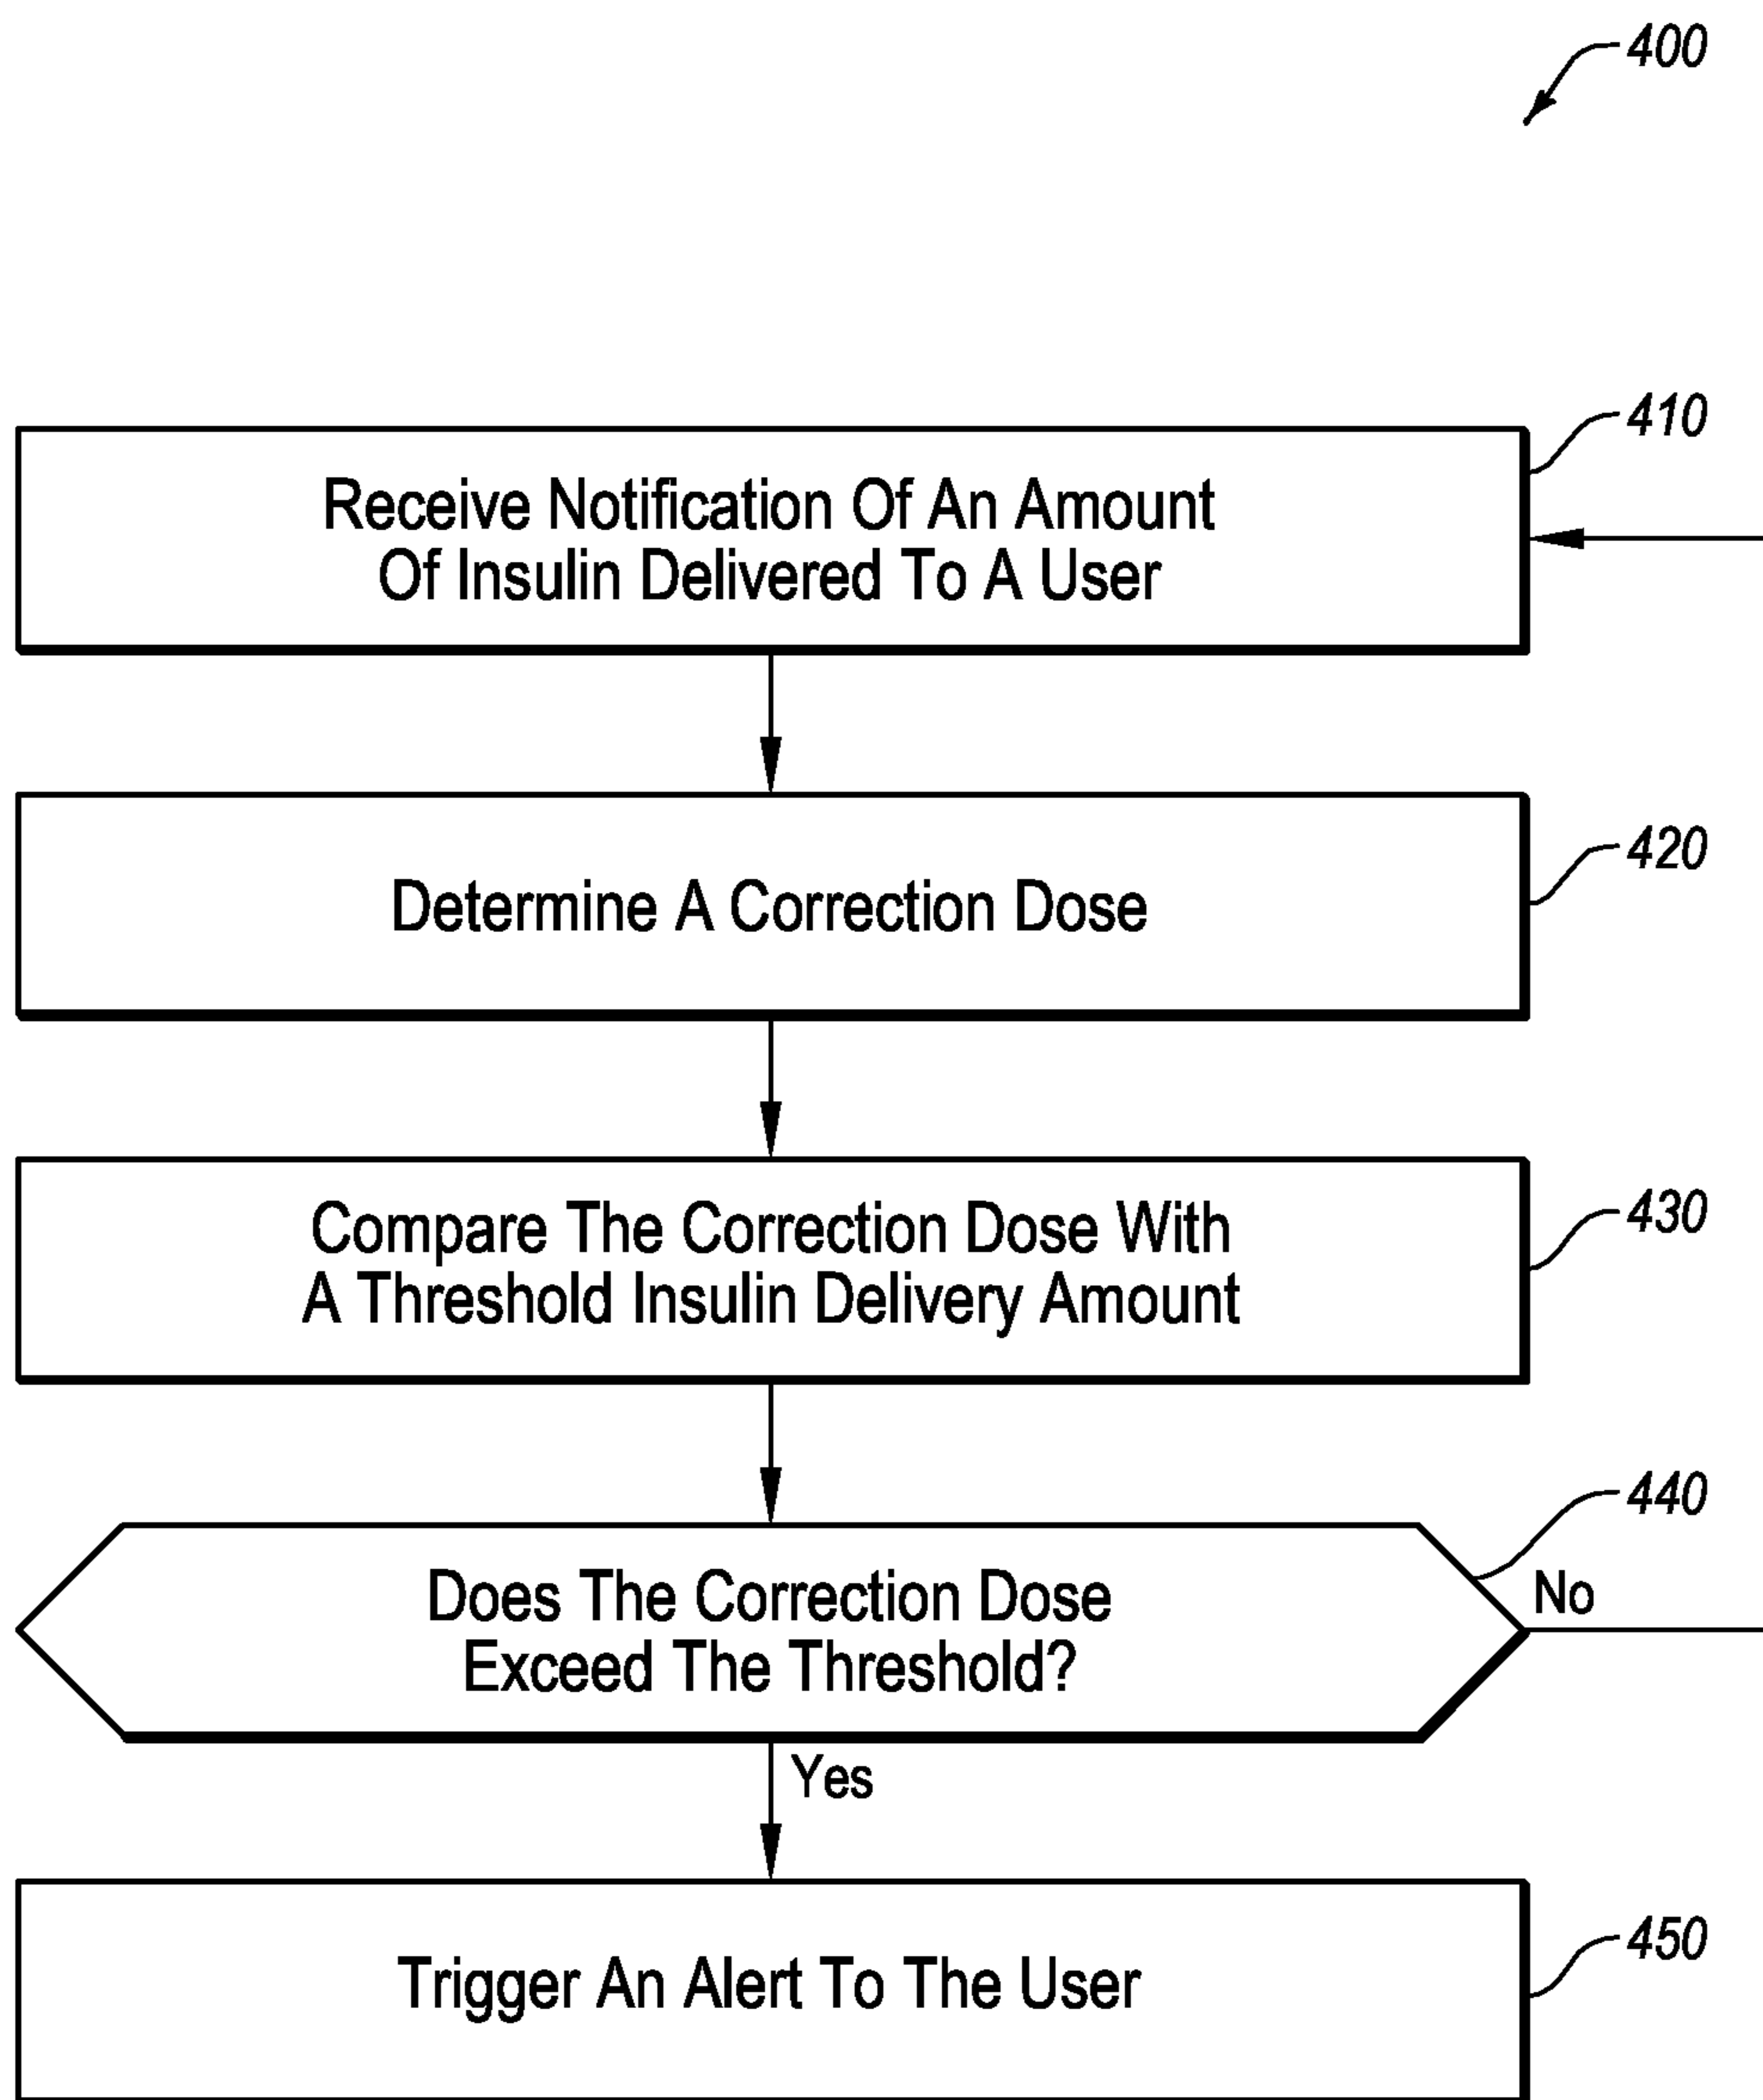 400
410
Receive Notification Of An Amount
Of Insulin Delivered To A User
420
Determine A Correction Dose
430
Compare The Correction Dose With
A Threshold Insulin Delivery Amount
440
Does The Correction Dose
Exceed The Threshold?
No
Yes
450
Trigger An Alert To The User